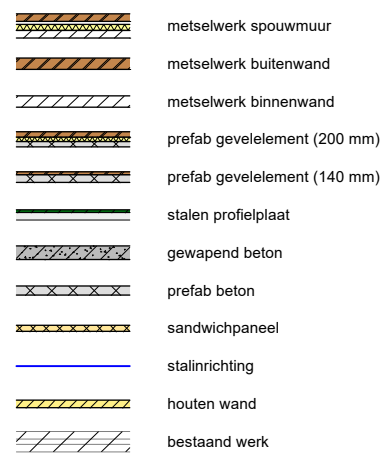 metselwerk spouwmuur
metselwerk buitenwand
metselwerk binnenwand
prefab gevelelement (200 mm)
prefab gevelelement (140 mm)
stalen profielplaat
gewapend beton
prefab beton
sandwichpaneel
stalinrichting
houten wand
bestaand werk